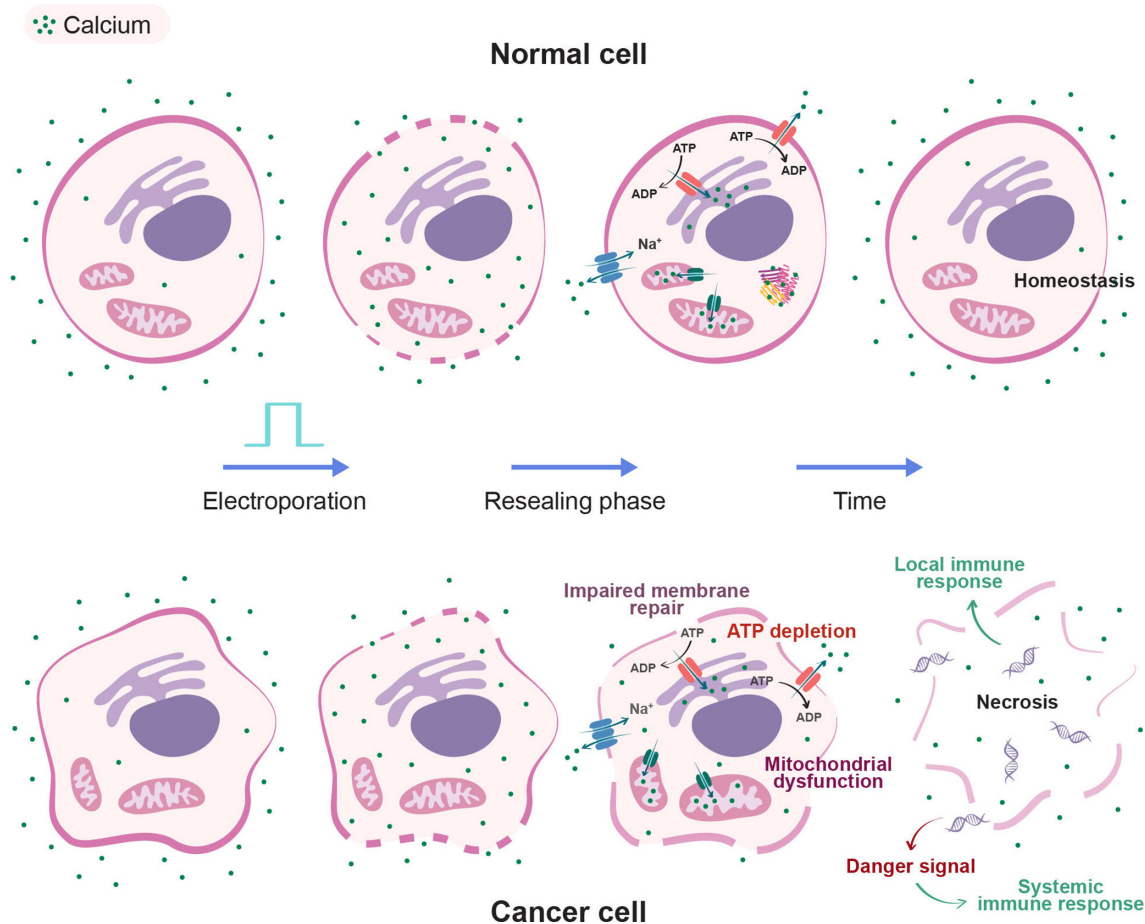 Calcium
Normal cell
ATP
ADP
ATP
ADP
Na⁺
Homeostasis
Electroporation
Resealing phase
Time
Impaired membrane
repair
ATP
ATP depletion
ADP
ATP
Na⁺
ADP
Mitochondrial
dysfunction
Local immune
response
Necrosis
Danger signal
Systemic
immune response
Cancer cell